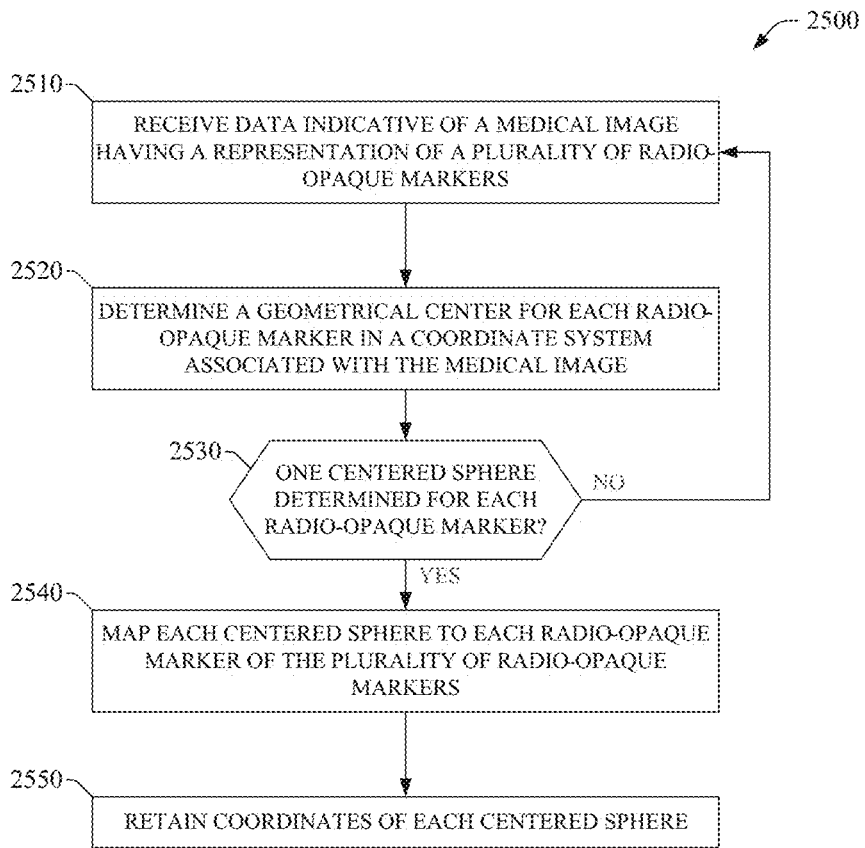 2500
2510
RECEIVE DATA INDICATIVE OF A MEDICAL IMAGE
HAVING A REPRESENTATION OF A PLURALITY OF RADIO-
OPAQUE MARKERS
2520
DETERMINE A GEOMETRICAL CENTER FOR EACH RADIO-
OPAQUE MARKER IN A COORDINATE SYSTEM
ASSOCIATED WITH THE MEDICAL IMAGE
2530
ONE CENTERED SPHERE
DETERMINED FOR EACH
RADIO-OPAQUE MARKER?
NO
YES
2540
MAP EACH CENTERED SPHERE TO EACH RADIO-OPAQUE
MARKER OF THE PLURALITY OF RADIO-OPAQUE
MARKERS
2550
RETAIN COORDINATES OF EACH CENTERED SPHERE